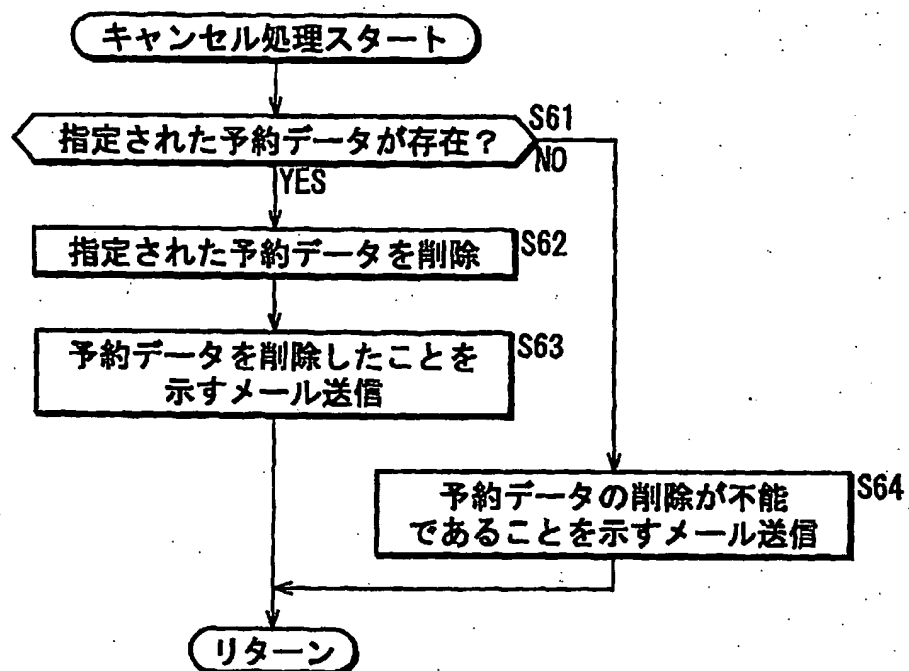 キャンセル処理スタート
指定された予約データが存在?
S61
NO
YES
指定された予約データを削除
S62
予約データを削除したことを
示すメール送信
S63
予約データの削除が不能
であることを示すメール送信
S64
リターン